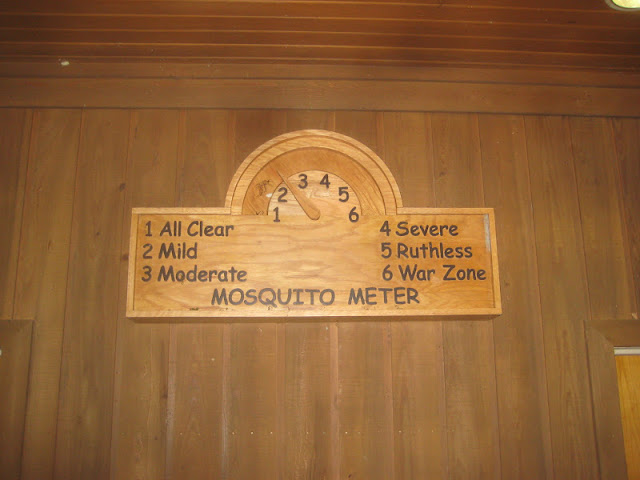 1 2 3 4 5 6
1 All Clear
2 Mild
3 Moderate
4 Severe
5 Ruthless
6 War Zone
MOSQUITO METER